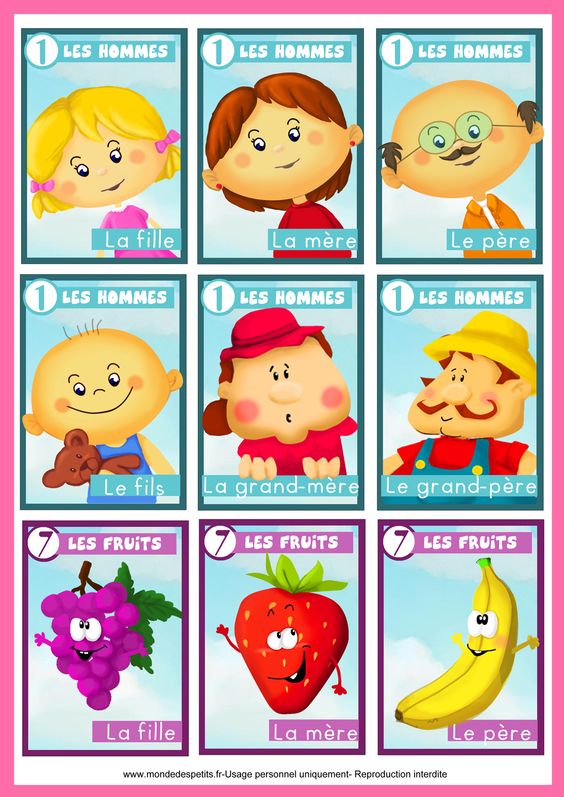 1 LES HOMMES
La fille
1 LES HOMMES
La mère
1 LES HOMMES
Le père
1 LES HOMMES
Le fils
1 LES HOMMES
La grand-mère
1 LES HOMMES
Le grand-père
7 LES FRUITS
La fille
7 LES FRUITS
La mère
7 LES FRUITS
Le père
www.mondedespetits.fr-Usage personnel uniquement- Reproduction interdite